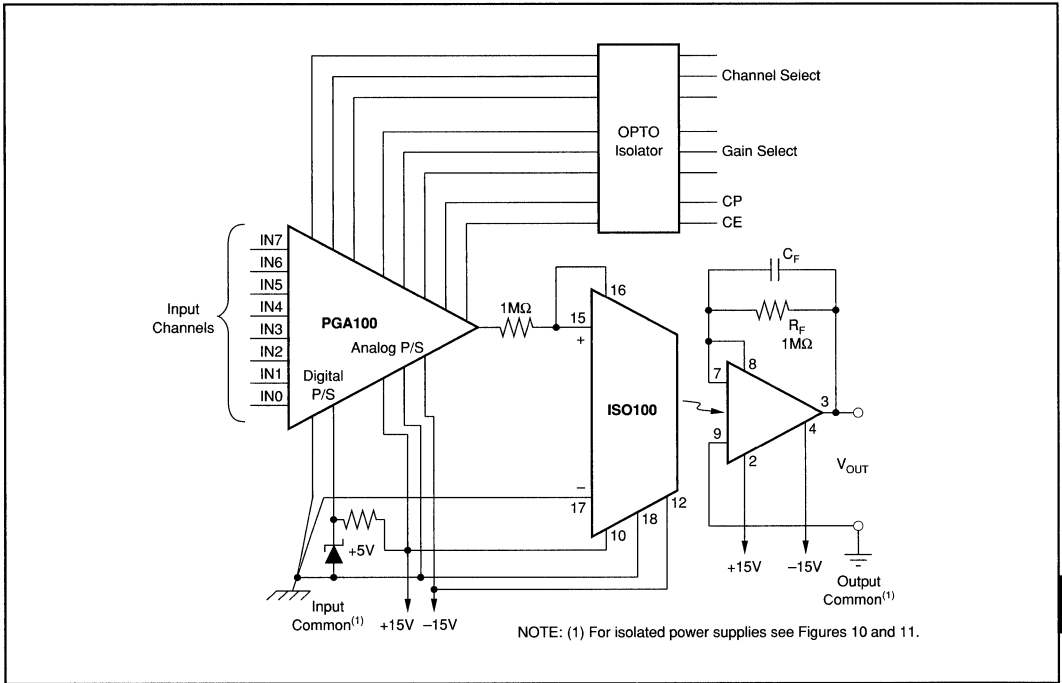 Channel Select
OPTO
Isolator
Gain Select
CP
CE
IN7
IN6
IN5
IN4
IN3
IN2
IN1
IN0
Input
Channels
PGA100
Analog P/S
Digital
P/S
1MΩ
15
+
16
ISO100
–
17
18
12
10
CF
RF
1MΩ
7
8
9
3
4
2
VOUT
+5V
Input
Common(1)
+15V
–15V
+15V
–15V
Output
Common(1)
NOTE: (1) For isolated power supplies see Figures 10 and 11.